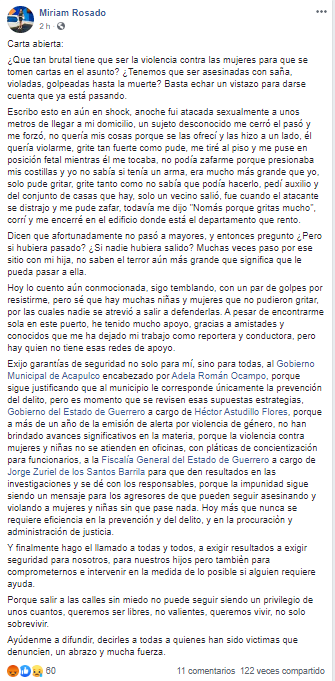 Miriam Rosado
2 h ·
Carta abierta:
¿Que tan brutal tiene que ser la violencia contra las mujeres para que se
tomen cartas en el asunto? ¿Tenemos que ser asesinadas con saña,
violadas, golpeadas hasta la muerte? Basta echar un vistazo para darse
cuenta que ya está pasando.
Escribo esto en aún en shock, anoche fui atacada sexualmente a unos
metros de llegar a mi domicilio, un sujeto desconocido me cerró el pasó y
me forzó, no quería mis cosas porque se las ofrecí y las hizo a un lado, él
quería violarme, grite tan fuerte como pude, me tiré al piso y me puse en
posición fetal mientras él me tocaba, no podía zafarme porque presionaba
mis costillas y yo no sabía si tenía un arma, era mucho más grande que yo,
solo pude gritar, grite tanto como no sabía que podía hacerlo, pedí auxilio y
del conjunto de casas que hay, solo un vecino salió, fue cuando el atacante
se distrajo y me pude zafar, todavía me dijo "Nomás porque gritas mucho",
corrí y me encerré en el edificio donde está el departamento que rento.
Dicen que afortunadamente no pasó a mayores, y entonces pregunto ¿Pero
si hubiera pasado? ¿Si nadie hubiera salido? Muchas veces paso por ese
sitio con mi hija, no saben el terror aún más grande que significa que le
pueda pasar a ella.
Hoy lo cuento aún conmocionada, sigo temblando, con un par de golpes por
resistirme, pero sé que hay muchas niñas y mujeres que no pudieron gritar,
por las cuales nadie se atrevió a salir a defenderlas. A pesar de encontrarme
sola en este puerto, he tenido mucho apoyo, gracias a amistades y
conocidos que me ha dejado mi trabajo como reportera y conductora, pero
hay quien no tiene esas redes de apoyo.
Exijo garantías de seguridad no solo para mí, sino para todas, al Gobierno
Municipal de Acapulco encabezado por Adela Román Ocampo, porque
sigue justificando que al municipio le corresponde únicamente la prevención
del delito, pero es momento que se revisen esas supuestas estrategias,
Gobierno del Estado de Guerrero a cargo de Héctor Astudillo Flores, porque
a más de un año de la emisión de alerta por violencia de género, no han
brindado avances significativos en la materia, porque la violencia contra
mujeres y niñas no se atienden en oficinas, con pláticas de concientización
para funcionarios, a la Fiscalía General del Estado de Guerrero a cargo de
Jorge Zuriel de los Santos Barrila para que den resultados en las
investigaciones y se dé con los responsables, porque la impunidad sigue
siendo un mensaje para los agresores de que pueden seguir asesinando y
violando a mujeres y niñas sin que pase nada. Hoy más que nunca se
requiere eficiencia en la prevención y del delito, y en la procuraciòn y
administración de justicia.
Y finalmente hago el llamado a todas y todos, a exigir resultados a exigir
seguridad para nosotros, para nuestros hijos pero también para
comprometernos e intervenir en la medida de lo posible si alguien requiere
ayuda.
Porque salir a las calles sin miedo no puede seguir siendo un privilegio de
unos cuantos, queremos ser libres, no valientes, queremos vivir, no solo
sobrevivir.
Ayúdenme a difundir, decirles a todas a quienes han sido victimas que
denuncien, un abrazo y mucha fuerza.
60 11 comentarios 122 veces compartido